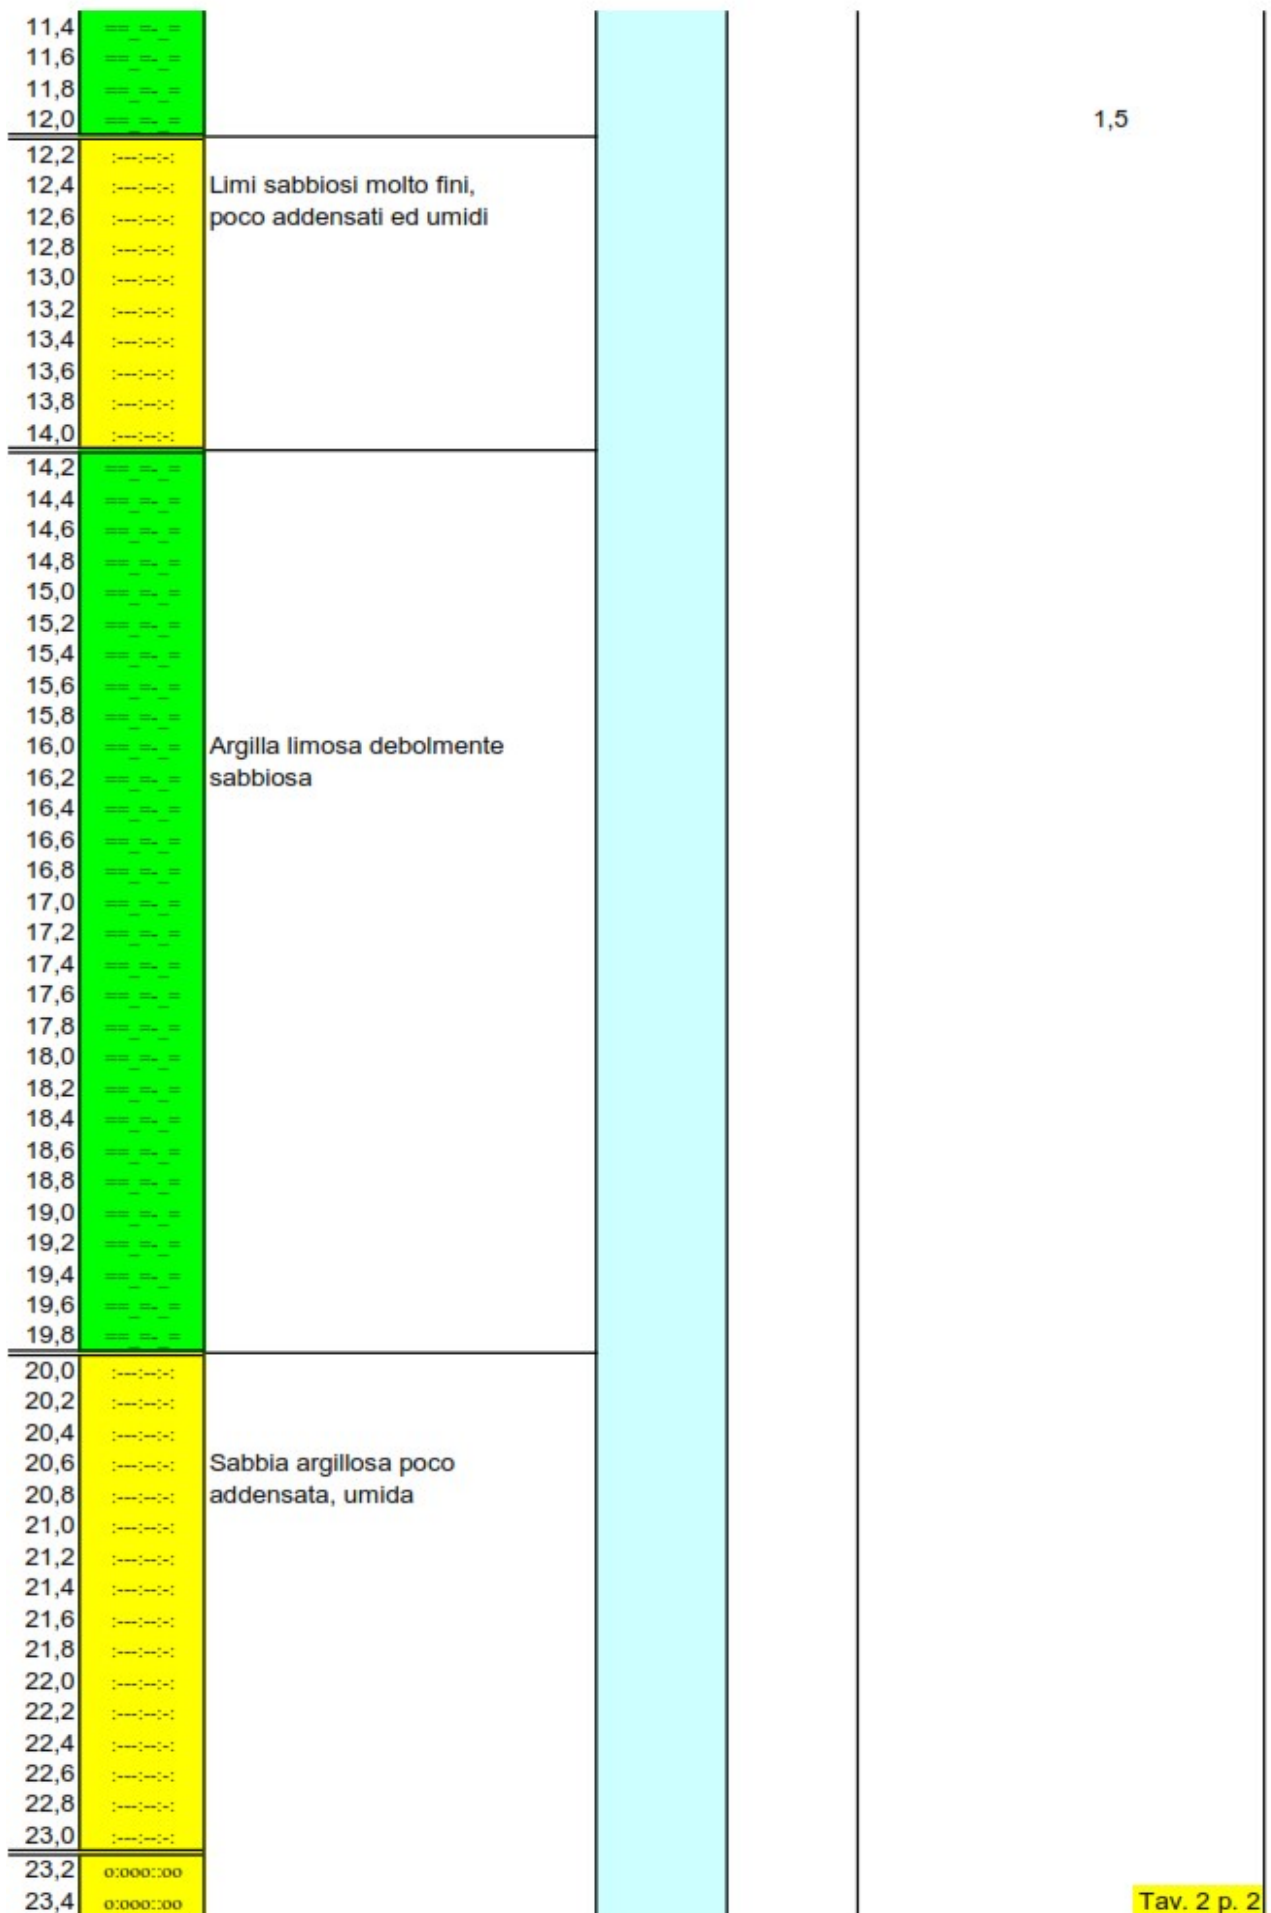 11,4 == =- =
11,6 == =- =
11,8 == =- =
12,0 == =- = 1,5
12,2 :---:--:-:
12,4 :---:--:-: Limi sabbiosi molto fini,
12,6 :---:--:-: poco addensati ed umidi
12,8 :---:--:-:
13,0 :---:--:-:
13,2 :---:--:-:
13,4 :---:--:-:
13,6 :---:--:-:
13,8 :---:--:-:
14,0 :---:--:-:
14,2 == =- =
14,4 == =- =
14,6 == =- =
14,8 == =- =
15,0 == =- =
15,2 == =- =
15,4 == =- =
15,6 == =- =
15,8 == =- =
16,0 == =- = Argilla limosa debolmente
16,2 == =- = sabbiosa
16,4 == =- =
16,6 == =- =
16,8 == =- =
17,0 == =- =
17,2 == =- =
17,4 == =- =
17,6 == =- =
17,8 == =- =
18,0 == =- =
18,2 == =- =
18,4 == =- =
18,6 == =- =
18,8 == =- =
19,0 == =- =
19,2 == =- =
19,4 == =- =
19,6 == =- =
19,8 == =- =
20,0 :---:--:-:
20,2 :---:--:-:
20,4 :---:--:-:
20,6 :---:--:-: Sabbia argillosa poco
20,8 :---:--:-: addensata, umida
21,0 :---:--:-:
21,2 :---:--:-:
21,4 :---:--:-:
21,6 :---:--:-:
21,8 :---:--:-:
22,0 :---:--:-:
22,2 :---:--:-:
22,4 :---:--:-:
22,6 :---:--:-:
22,8 :---:--:-:
23,0 :---:--:-:
23,2 o:ooo::oo
23,4 o:ooo::oo Tav. 2 p. 2